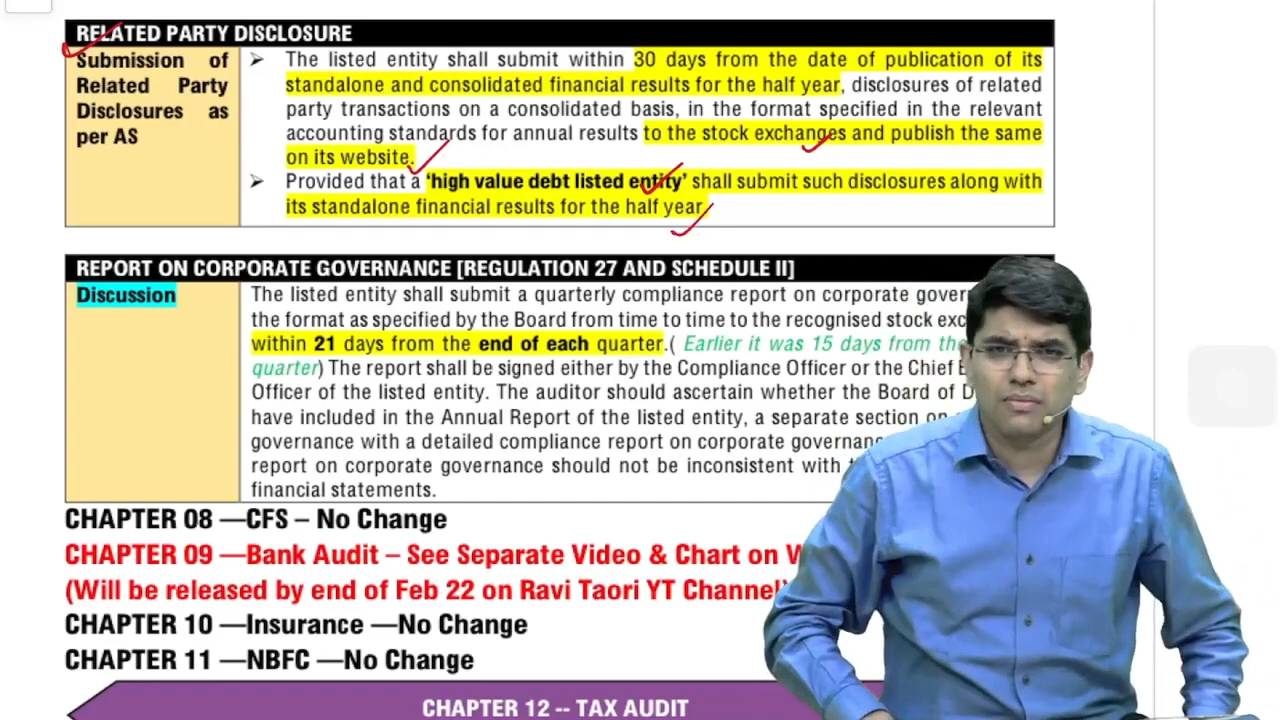 RELATED PARTY DISCLOSURE
Submission of
Related Party
Disclosures as
per AS
➢ The listed entity shall submit within 30 days from the date of publication of its
standalone and consolidated financial results for the half year, disclosures of related
party transactions on a consolidated basis, in the format specified in the relevant
accounting standards for annual results to the stock exchanges and publish the same
on its website.
➢ Provided that a ‘high value debt listed entity’ shall submit such disclosures along with
its standalone financial results for the half year.
REPORT ON CORPORATE GOVERNANCE [REGULATION 27 AND SCHEDULE II]
Discussion
The listed entity shall submit a quarterly compliance report on corporate
the format as specified by the Board from time to time to the recognised stock
within 21 days from the end of each quarter.( Earlier it was 15 days from
quarter) The report shall be signed either by the Compliance Officer or the Chief
Officer of the listed entity. The auditor should ascertain whether the Board of
have included in the Annual Report of the listed entity, a separate section
governance with a detailed compliance report on corporate
report on corporate governance should not be inconsistent with
financial statements.
CHAPTER 08 —CFS – No Change
CHAPTER 09 —Bank Audit – See Separate Video & Chart on
(Will be released by end of Feb 22 on Ravi Taori YT Channel
CHAPTER 10 —Insurance —No Change
CHAPTER 11 —NBFC —No Change
CHAPTER 12 -- TAX AUDIT